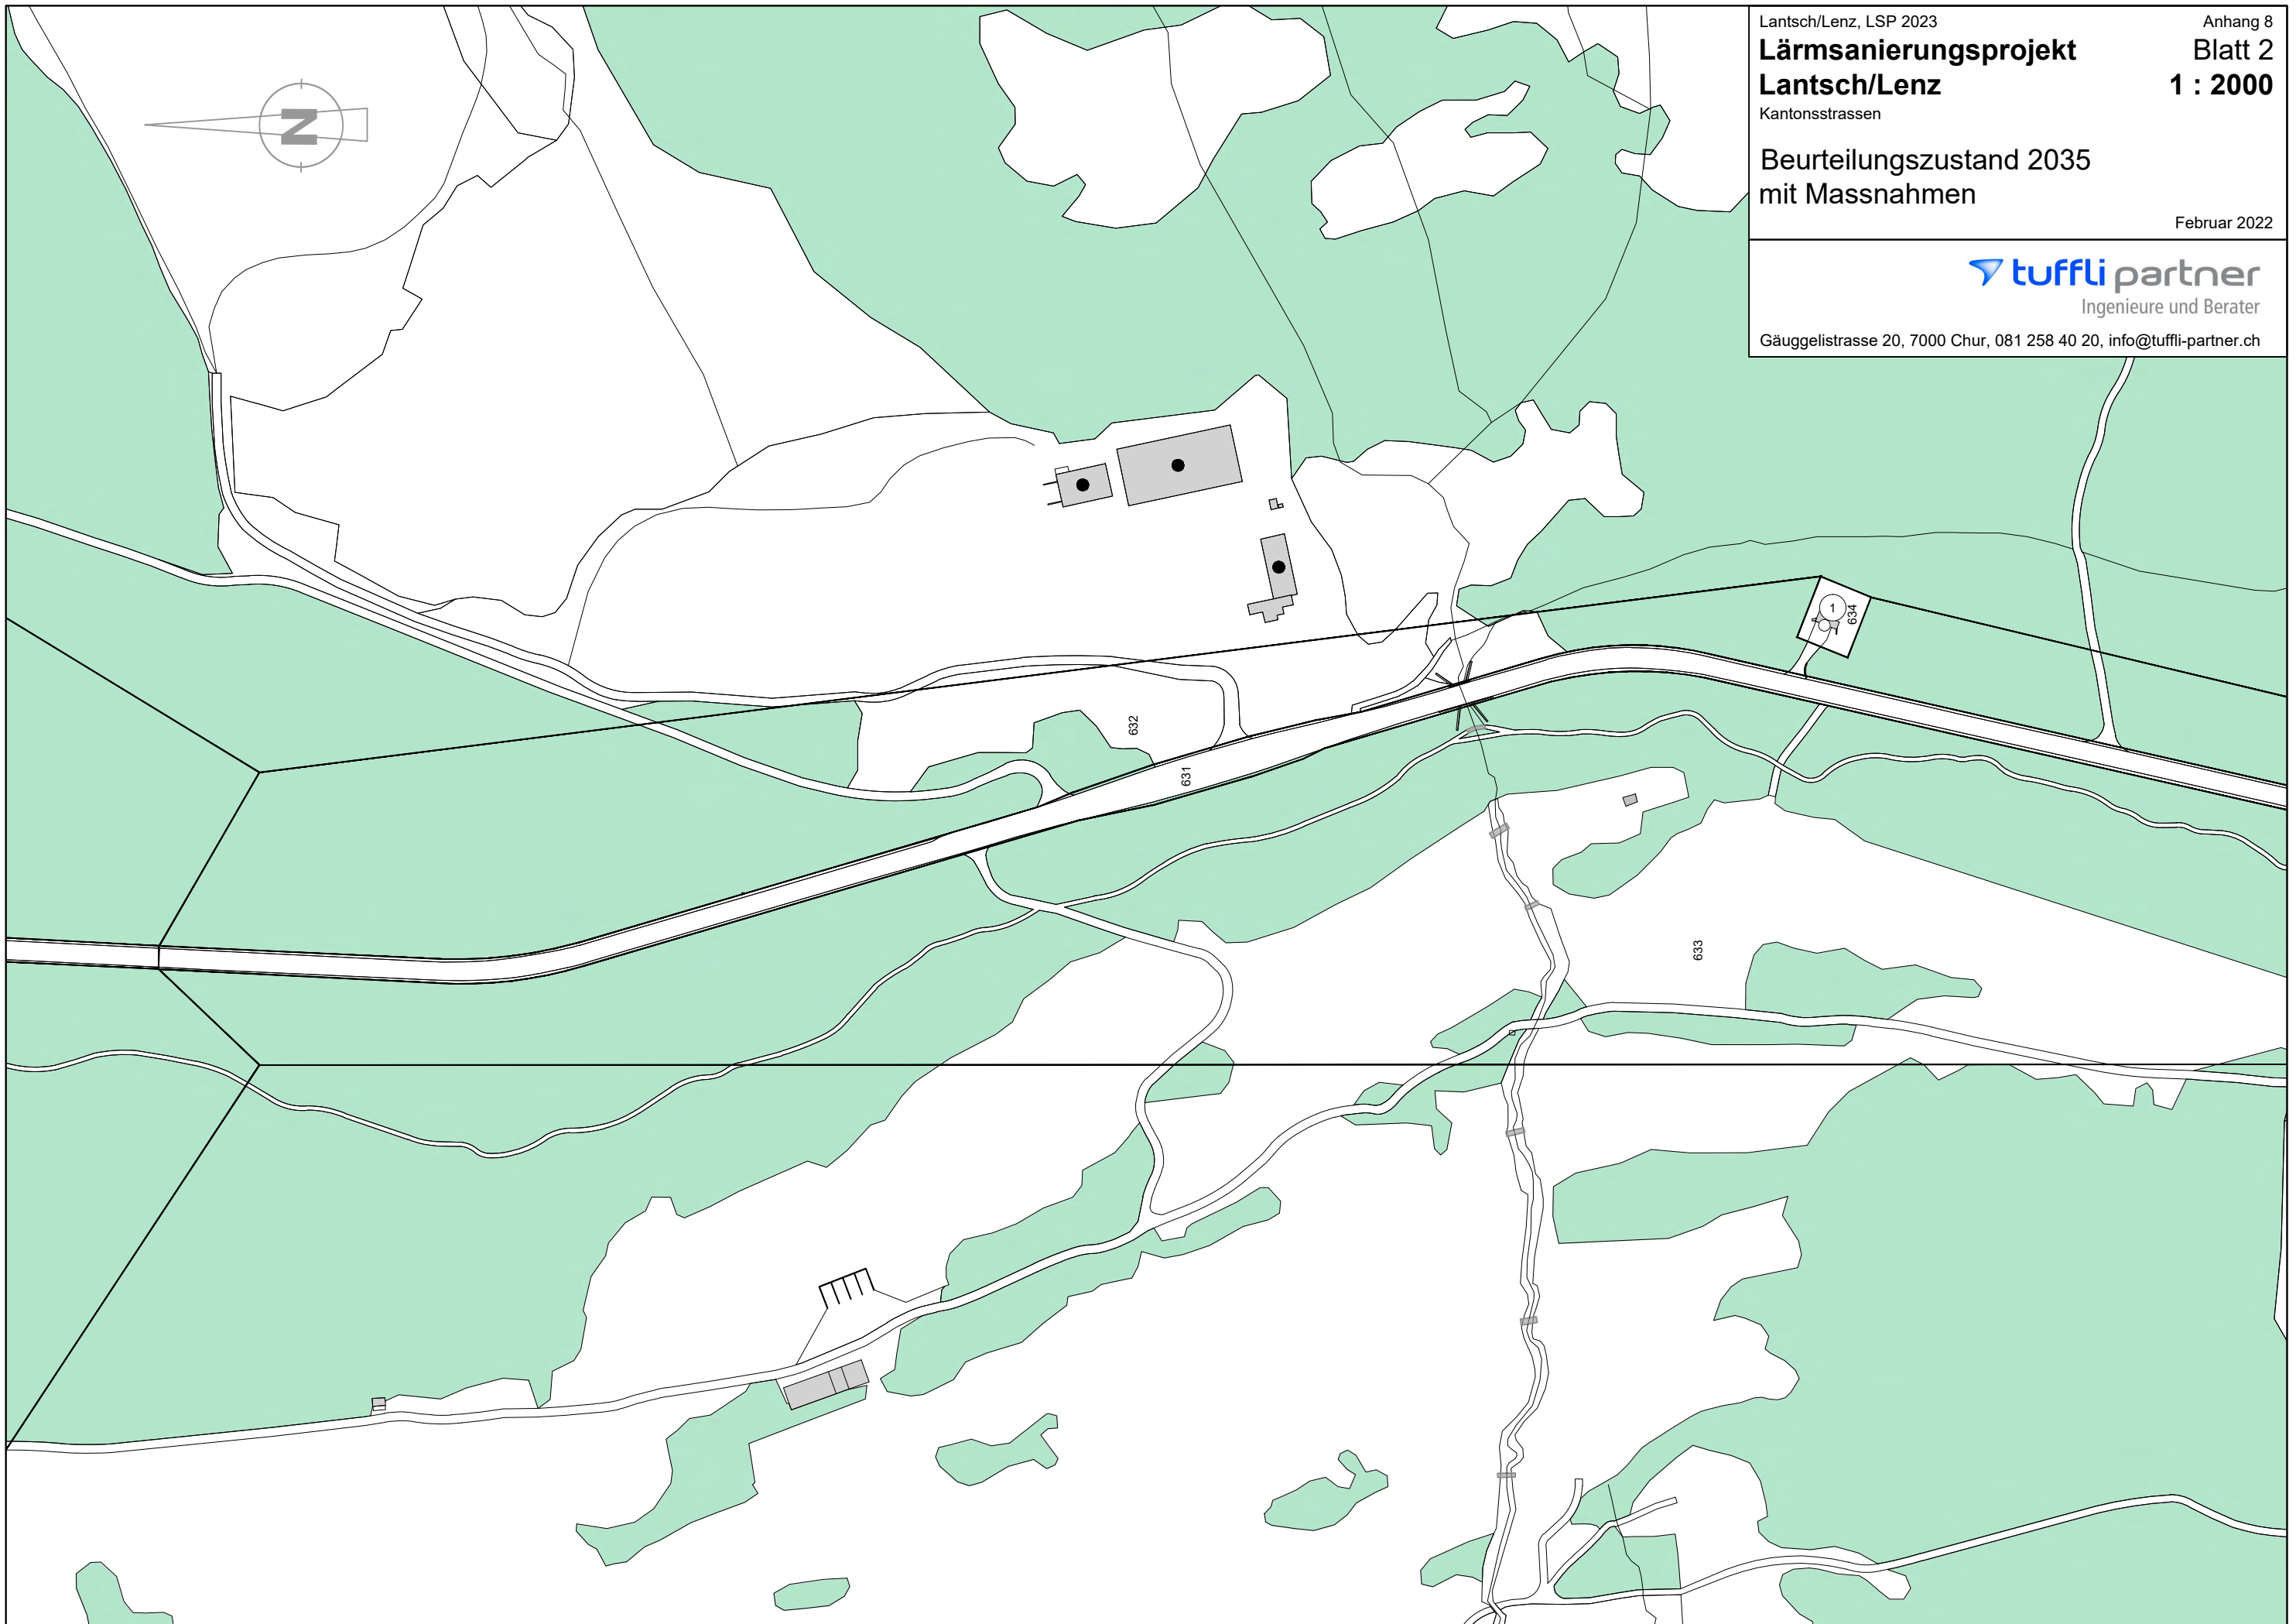 Lantsch/Lenz, LSP 2023 Anhang 8
Lärmsanierungsprojekt Blatt 2
Lantsch/Lenz 1 : 2000
Kantonsstrassen
Beurteilungszustand 2035
mit Massnahmen
Februar 2022
tuffli partner
Ingenieure und Berater
Gäuggelistrasse 20, 7000 Chur, 081 258 40 20, info@tuffli-partner.ch
N
1
634
632
631
633